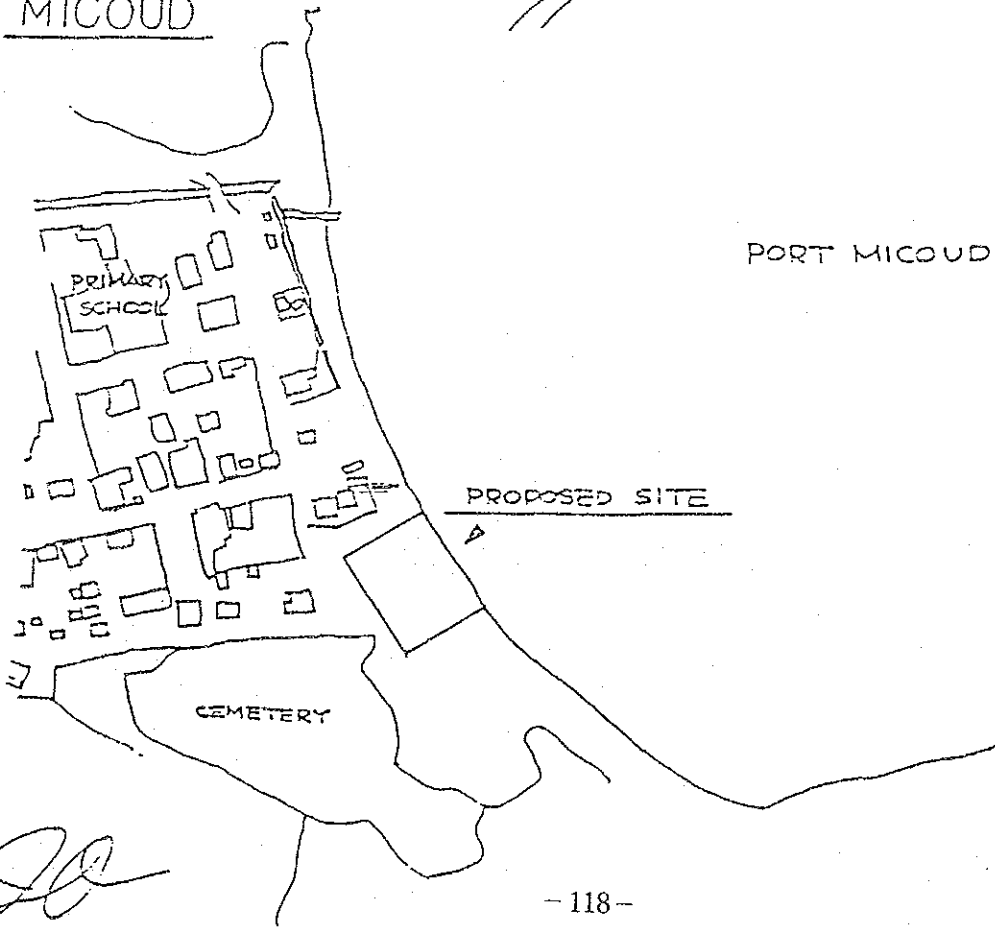 MICOUD
PORT MICOUD
PRIMARY
SCHOOL
PROPOSED SITE
CEMETERY
-118-